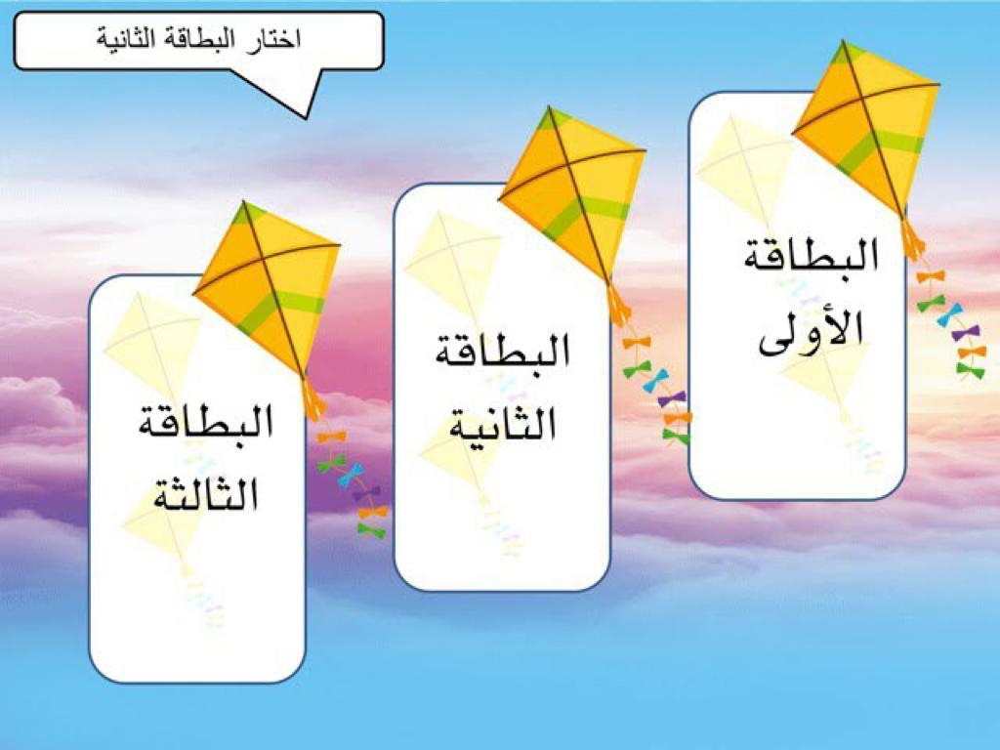 اختار البطاقة الثانية
البطاقة
الأولى
البطاقة
الثانية
البطاقة
الثالثة